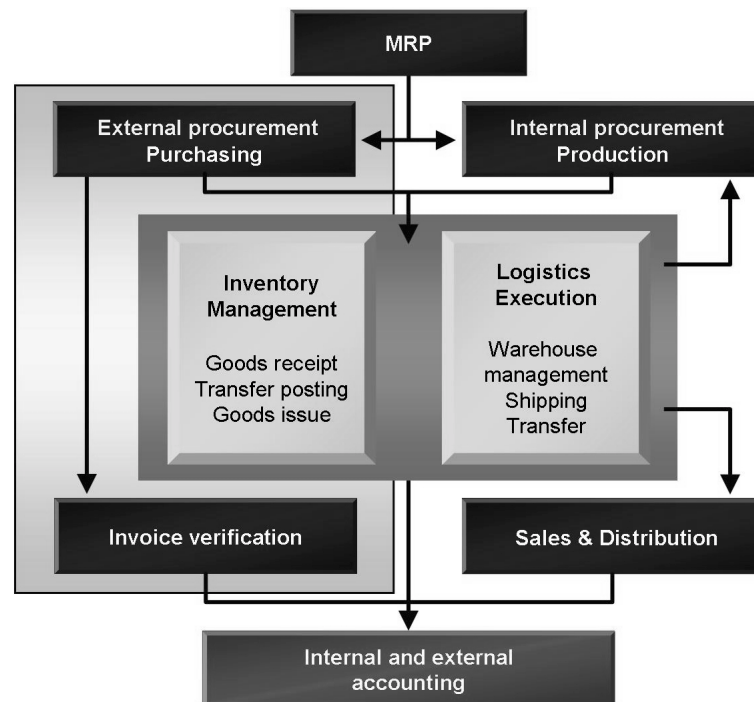 MRP
External procurement
Purchasing
Internal procurement
Production
Inventory
Management
Goods receipt
Transfer posting
Goods issue
Logistics
Execution
Warehouse
management
Shipping
Transfer
Invoice verification
Sales & Distribution
Internal and external
accounting